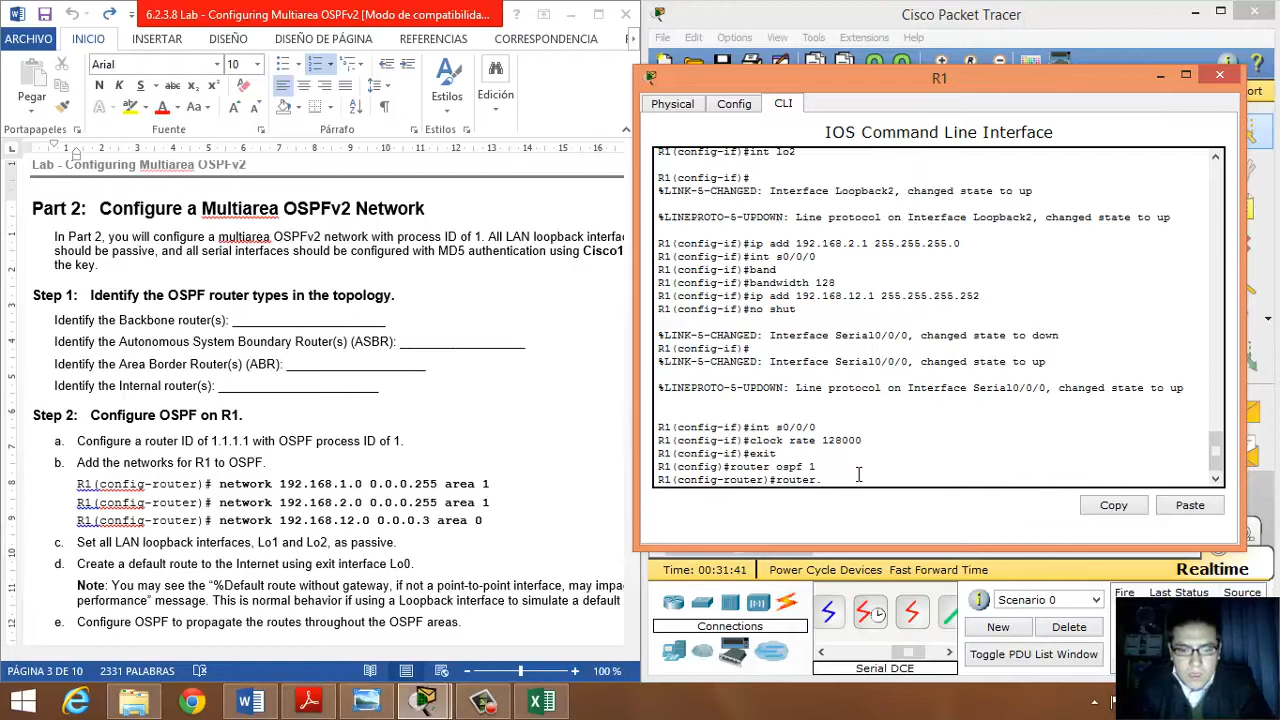 6.2.3.8 Lab - Configuring Multiarea OSPFv2 [Modo de compatibilida...
ARCHIVO INICIO INSERTAR DISEÑO DISEÑO DE PÁGINA REFERENCIAS CORRESPONDENCIA
Arial 10
N K S abc x₂ x²
Pegar
Estilos
Edición
Portapapeles Fuente Párrafo Estilos
1 1 2 3 4 5 6 7 8 9 10 11 12 13 14 15 16
Lab - Configuring Multiarea OSPFv2
Part 2: Configure a Multiarea OSPFv2 Network
In Part 2, you will configure a multiarea OSPFv2 network with process ID of 1. All LAN loopback interfac
should be passive, and all serial interfaces should be configured with MD5 authentication using Cisco1
the key.
Step 1: Identify the OSPF router types in the topology.
Identify the Backbone router(s):
Identify the Autonomous System Boundary Router(s) (ASBR):
Identify the Area Border Router(s) (ABR):
Identify the Internal router(s):
Step 2: Configure OSPF on R1.
a. Configure a router ID of 1.1.1.1 with OSPF process ID of 1.
b. Add the networks for R1 to OSPF.
R1(config-router)# network 192.168.1.0 0.0.0.255 area 1
R1(config-router)# network 192.168.2.0 0.0.0.255 area 1
R1(config-router)# network 192.168.12.0 0.0.0.3 area 0
c. Set all LAN loopback interfaces, Lo1 and Lo2, as passive.
d. Create a default route to the Internet using exit interface Lo0.
Note: You may see the "%Default route without gateway, if not a point-to-point interface, may impa
performance" message. This is normal behavior if using a Loopback interface to simulate a default
e. Configure OSPF to propagate the routes throughout the OSPF areas.
PÁGINA 3 DE 10 2331 PALABRAS 100 %
Cisco Packet Tracer
File Edit Options View Tools Extensions Help
R1
Physical Config CLI
IOS Command Line Interface
R1(config-if)#int lo2
R1(config-if)#
%LINK-5-CHANGED: Interface Loopback2, changed state to up
%LINEPROTO-5-UPDOWN: Line protocol on Interface Loopback2, changed state to up
R1(config-if)#ip add 192.168.2.1 255.255.255.0
R1(config-if)#int s0/0/0
R1(config-if)#band
R1(config-if)#bandwidth 128
R1(config-if)#ip add 192.168.12.1 255.255.255.252
R1(config-if)#no shut
%LINK-5-CHANGED: Interface Serial0/0/0, changed state to down
R1(config-if)#
%LINK-5-CHANGED: Interface Serial0/0/0, changed state to up
%LINEPROTO-5-UPDOWN: Line protocol on Interface Serial0/0/0, changed state to up
R1(config-if)#int s0/0/0
R1(config-if)#clock rate 128000
R1(config-if)#exit
R1(config)#router ospf 1
R1(config-router)#router.
Copy Paste
ort
Time: 00:31:41 Power Cycle Devices Fast Forward Time Realtime
Connections
Serial DCE
Scenario 0
New Delete
Toggle PDU List Window
Fire Last Status Source